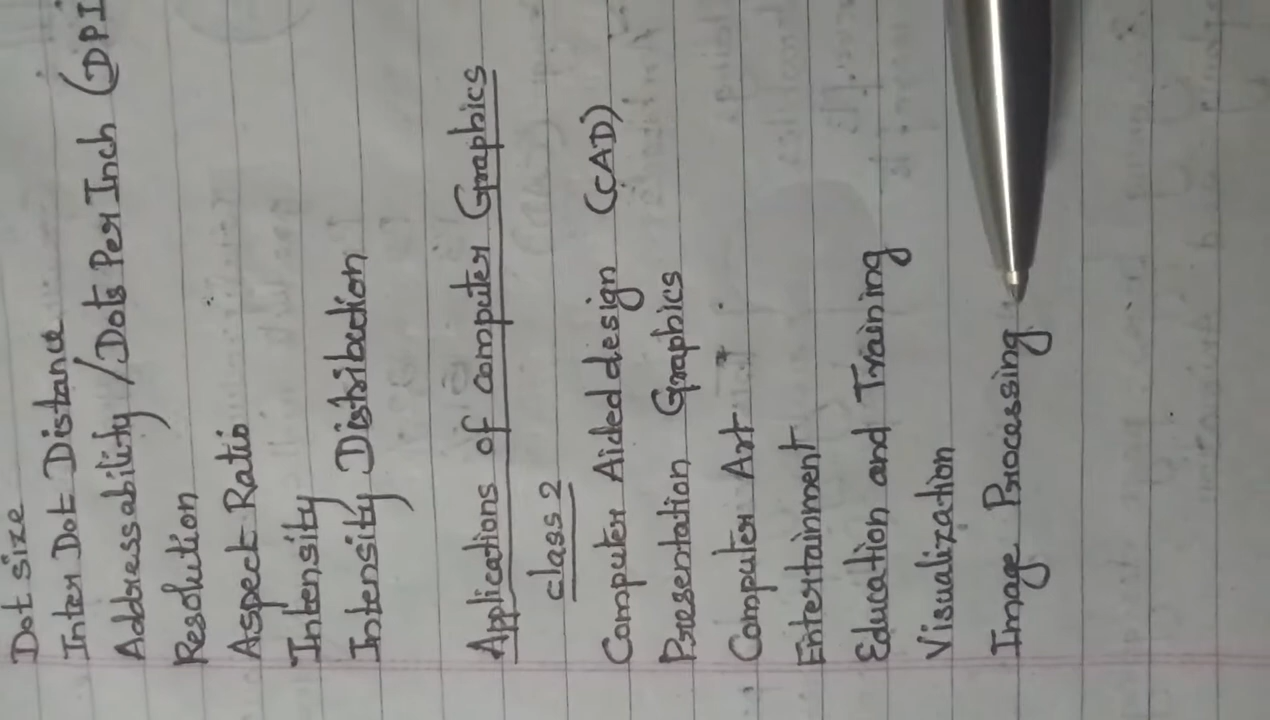 Dot size
Inter Dot Distance
Addressability/Dots Per Inch (DPI
Resolution
Aspect Ratio
Intensity
Intensity Distribution
Applications of Computer Graphics
class 2
Computer Aided design (CAD)
Presentation Graphics
Computer Art
Entertainment
Education and Training
Visualization
Image Processing